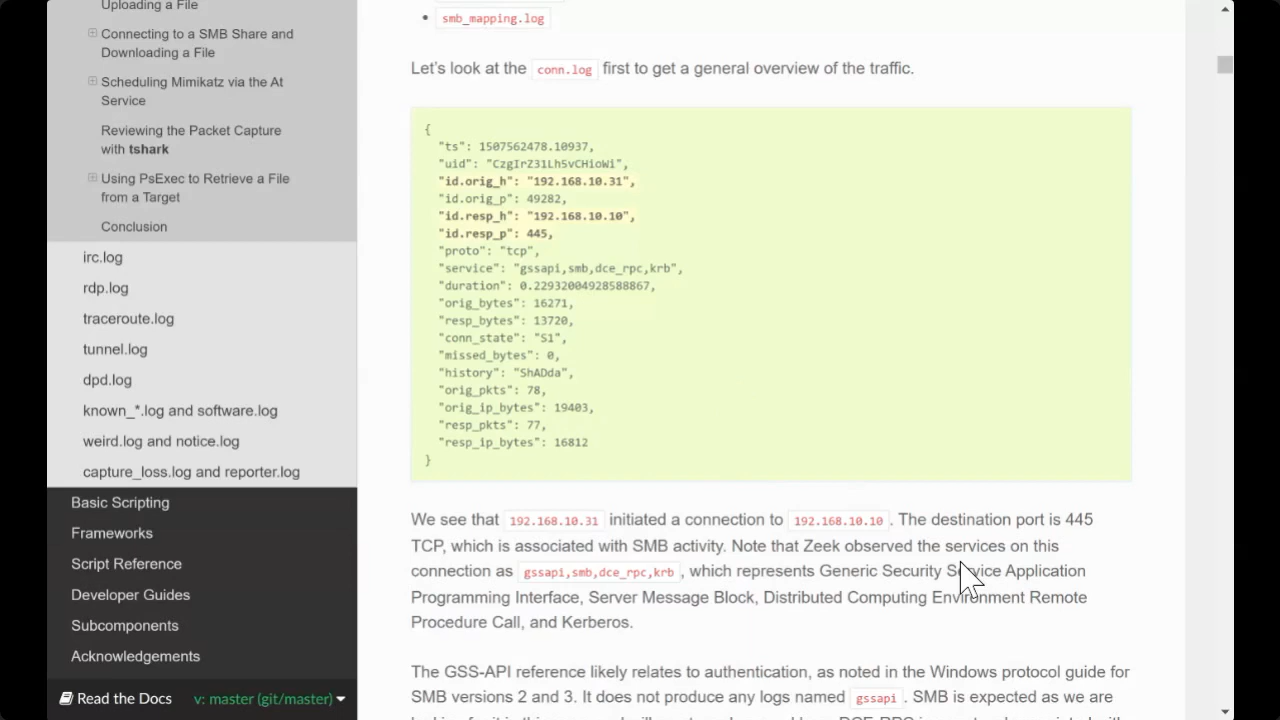 Uploading a File
Connecting to a SMB Share and
Downloading a File
Scheduling Mimikatz via the At
Service
Reviewing the Packet Capture
with tshark
Using PsExec to Retrieve a File
from a Target
Conclusion
irc.log
rdp.log
traceroute.log
tunnel.log
dpd.log
known_*.log and software.log
weird.log and notice.log
capture_loss.log and reporter.log
Basic Scripting
Frameworks
Script Reference
Developer Guides
Subcomponents
Acknowledgements
Read the Docs v: master (git/master)
smb_mapping.log
Let's look at the conn.log first to get a general overview of the traffic.
{
"ts": 1507562478.10937,
"uid": "CzgIrZ31Lh5vCHioWi",
"id.orig_h": "192.168.10.31",
"id.orig_p": 49282,
"id.resp_h": "192.168.10.10",
"id.resp_p": 445,
"proto": "tcp",
"service": "gssapi,smb,dce_rpc,krb",
"duration": 0.22932004928588867,
"orig_bytes": 16271,
"resp_bytes": 13720,
"conn_state": "S1",
"missed_bytes": 0,
"history": "ShADda",
"orig_pkts": 78,
"orig_ip_bytes": 19403,
"resp_pkts": 77,
"resp_ip_bytes": 16812
}
We see that 192.168.10.31 initiated a connection to 192.168.10.10 . The destination port is 445
TCP, which is associated with SMB activity. Note that Zeek observed the services on this
connection as gssapi,smb,dce_rpc,krb , which represents Generic Security Service Application
Programming Interface, Server Message Block, Distributed Computing Environment Remote
Procedure Call, and Kerberos.
The GSS-API reference likely relates to authentication, as noted in the Windows protocol guide for
SMB versions 2 and 3. It does not produce any logs named gssapi . SMB is expected as we are